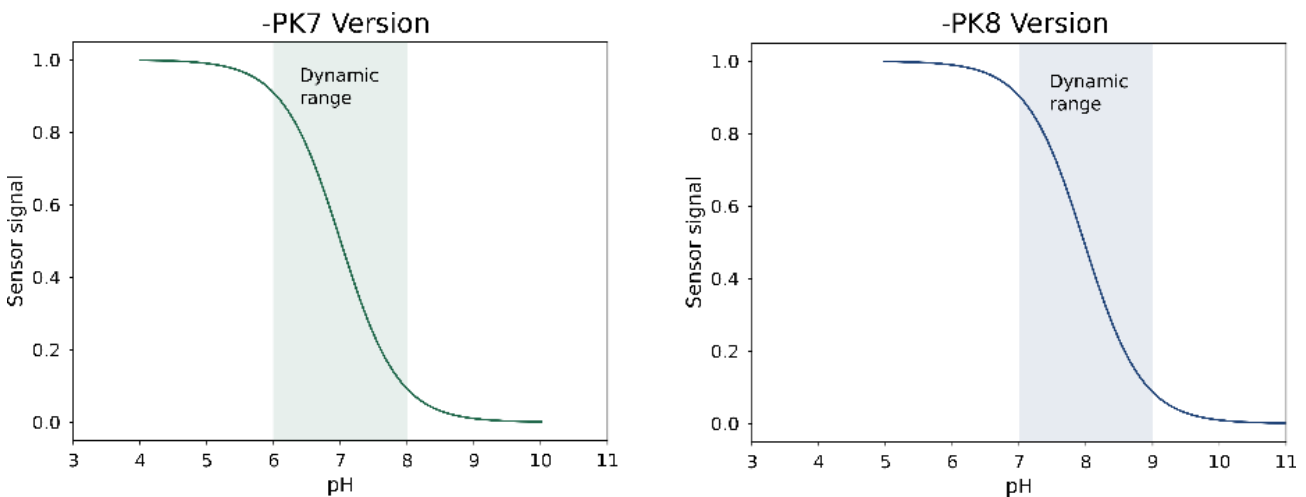 -PK7 Version
1.0
0.8
0.6
0.4
0.2
0.0
Sensor signal
Dynamic
range
3 4 5 6 7 8 9 10 11
pH
-PK8 Version
1.0
0.8
0.6
0.4
0.2
0.0
Sensor signal
Dynamic
range
3 4 5 6 7 8 9 10 11
pH